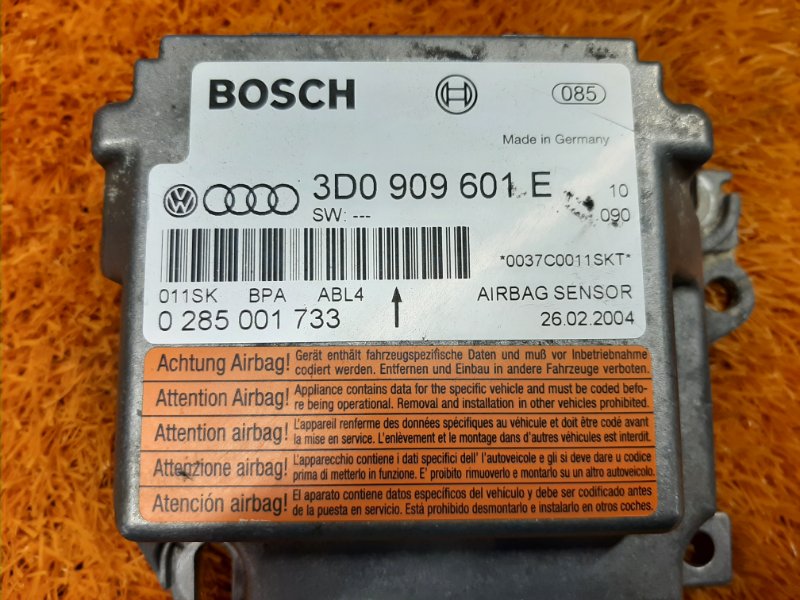 BOSCH
085
Made in Germany
3D0 909 601 E
10
SW: ---
090
*0037C0011SKT*
011SK BPA ABL4
AIRBAG SENSOR
0 285 001 733
26.02.2004
Achtung Airbag! Gerät enthält fahrzeugspezifische Daten und muß vor Inbetriebnahme
codiert werden. Entfernen und Einbau in andere Fahrzeuge verboten.
Attention Airbag! Appliance contains data for the specific vehicle and must be coded befo-
re being operational. Removal and installation in other vehicles prohibited.
Attention airbag! L'appareil renferme des données spécifiques au véhicule et doit être codé avant
la mise en service. L'enlèvement et le montage dans d'autres véhicules est interdit.
Attenzione airbag! L'apparecchio contiene i dati specifici dell' l'autoveicolo e gli si deve dare u codice
prima di metterlo in funzione. E' proibito rimuoverlo e montarlo su un altro autoveicolo.
Atención airbag! El aparato contiene datos específicos del vehículo y debe ser codificado antes
de la puesta en servicio. Está prohibido desmontarlo e instalarlo en otros coches.